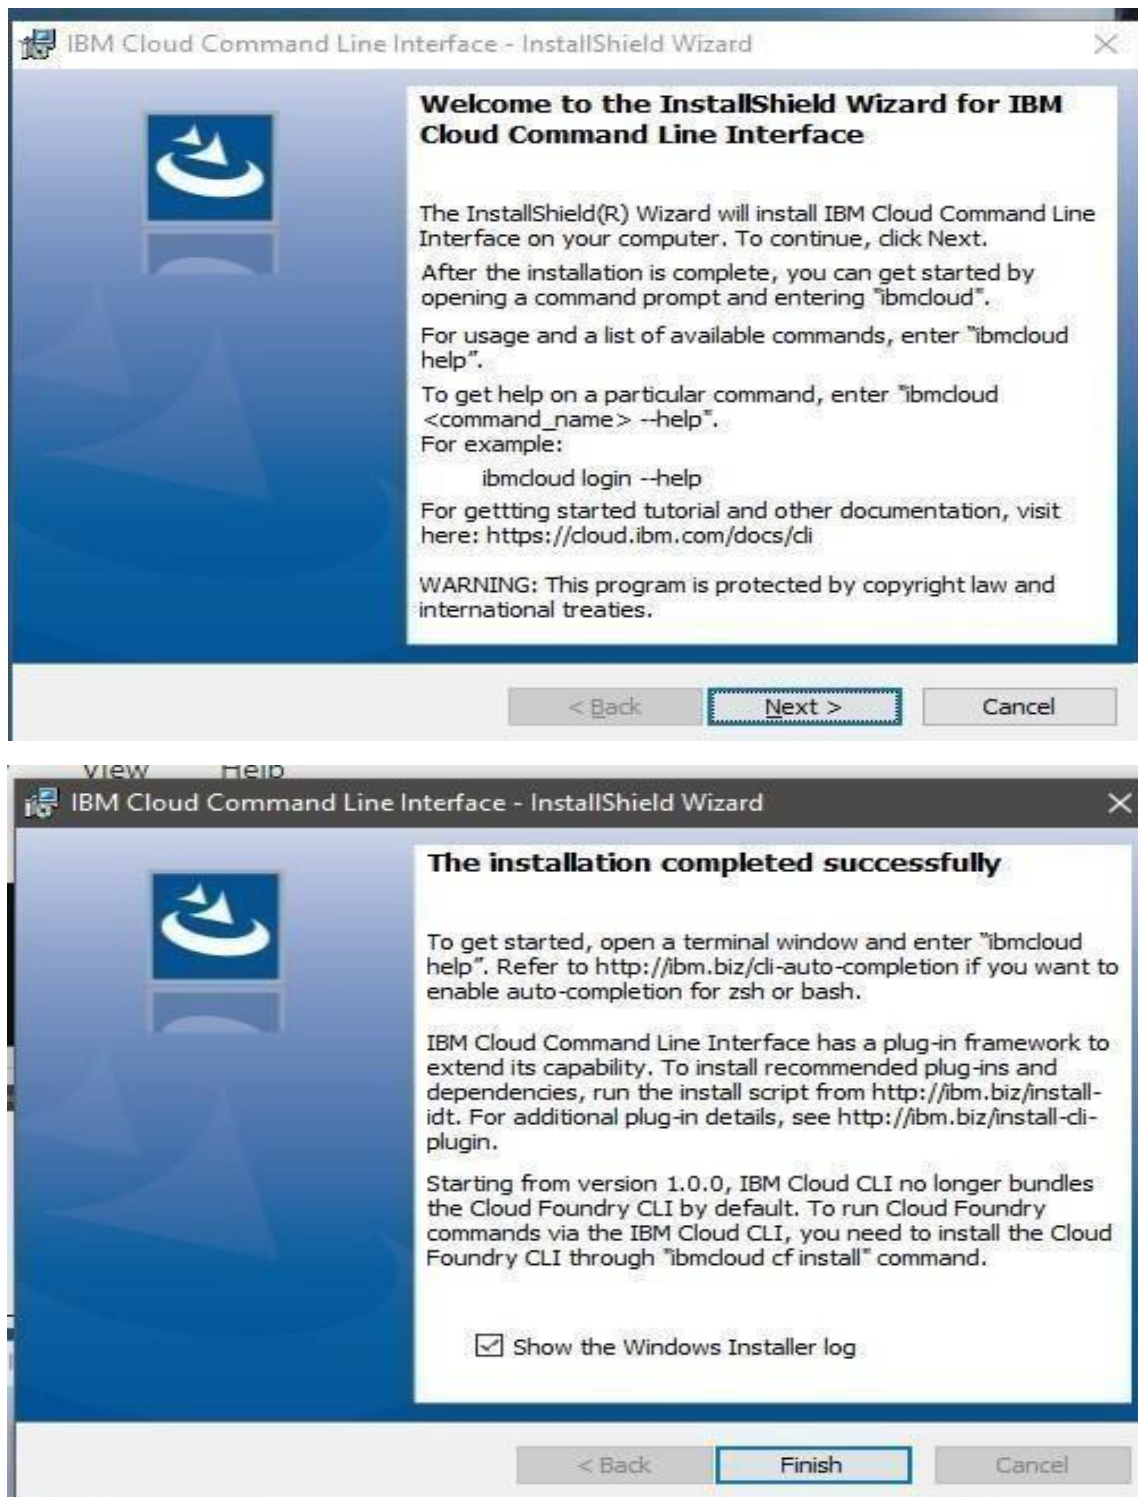 IBM Cloud Command Line Interface - InstallShield Wizard
Welcome to the InstallShield Wizard for IBM
Cloud Command Line Interface
The InstallShield(R) Wizard will install IBM Cloud Command Line
Interface on your computer. To continue, click Next.
After the installation is complete, you can get started by
opening a command prompt and entering "ibmcloud".
For usage and a list of available commands, enter “ibmcloud
help”.
To get help on a particular command, enter "ibmcloud
<command_name> --help".
For example:
ibmcloud login --help
For gettting started tutorial and other documentation, visit
here: https://cloud.ibm.com/docs/cli
WARNING: This program is protected by copyright law and
international treaties.
< Back Next > Cancel
View Help
IBM Cloud Command Line Interface - InstallShield Wizard
The installation completed successfully
To get started, open a terminal window and enter “ibmcloud
help”. Refer to http://ibm.biz/cli-auto-completion if you want to
enable auto-completion for zsh or bash.
IBM Cloud Command Line Interface has a plug-in framework to
extend its capability. To install recommended plug-ins and
dependencies, run the install script from http://ibm.biz/install-
idt. For additional plug-in details, see http://ibm.biz/install-cli-
plugin.
Starting from version 1.0.0, IBM Cloud CLI no longer bundles
the Cloud Foundry CLI by default. To run Cloud Foundry
commands via the IBM Cloud CLI, you need to install the Cloud
Foundry CLI through "ibmcloud cf install" command.
Show the Windows Installer log
< Back Finish Cancel